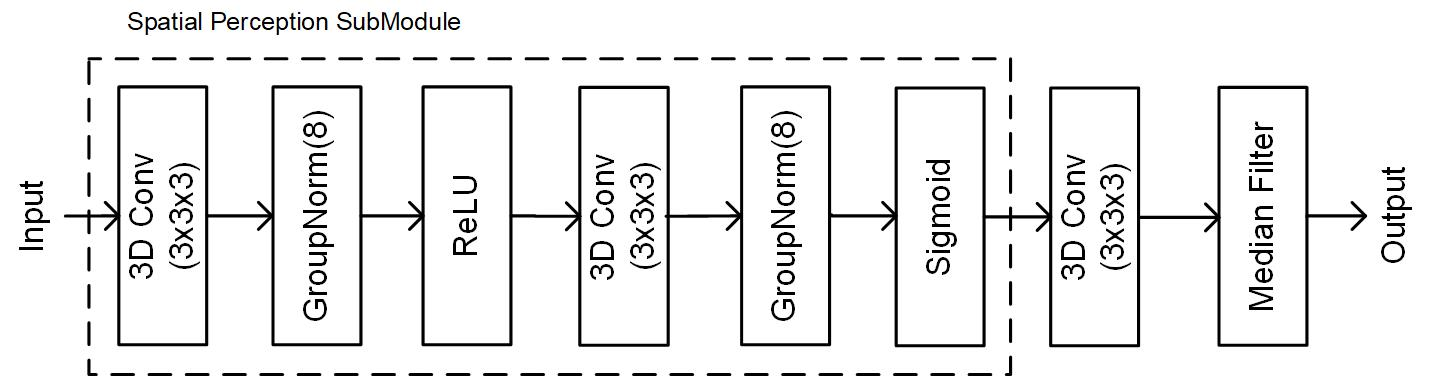 Spatial Perception SubModule
Input
3D Conv
(3x3x3)
GroupNorm(8)
ReLU
3D Conv
(3x3x3)
GroupNorm(8)
Sigmoid
3D Conv
(3x3x3)
Median Filter
Output